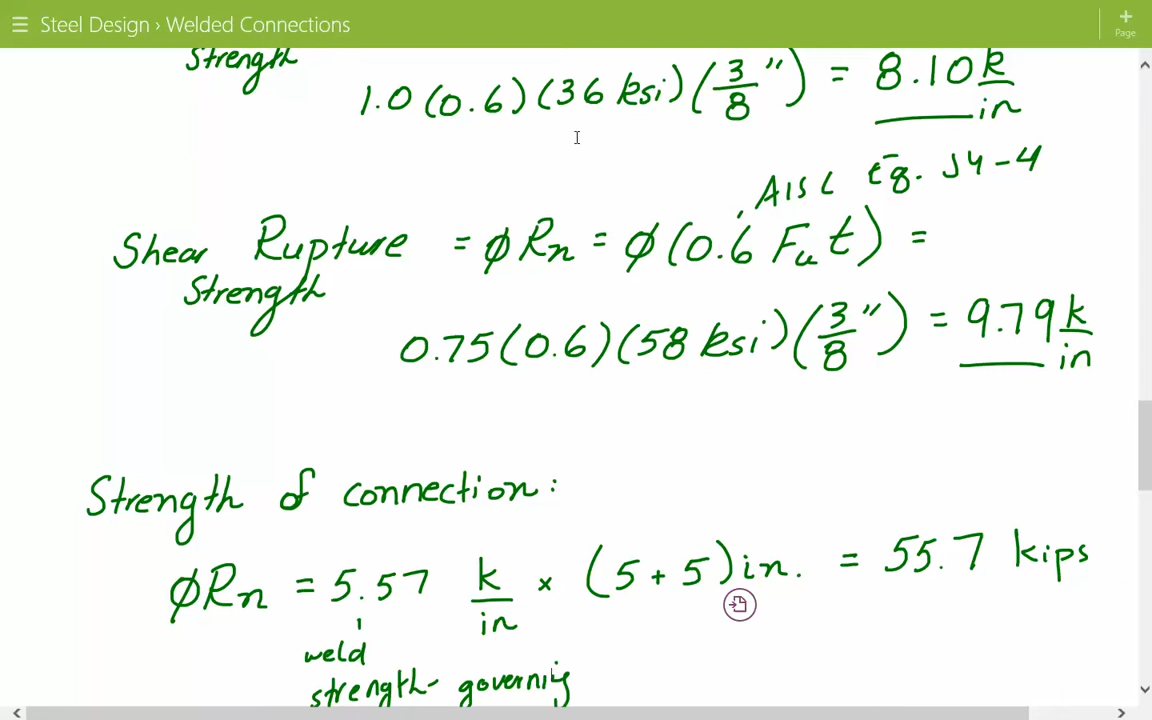 Steel Design › Welded Connections
Page
Strength
1.0 (0.6) (36 ksi) (3/8") = 8.10 k/in
AISC Eq. J4-4
Shear Rupture = ϕRn = ϕ(0.6 Fu t) =
Strength
0.75 (0.6) (58 ksi) (3/8") = 9.79 k/in
Strength of connection:
ϕRn = 5.57 k/in × (5 + 5) in. = 55.7 kips
weld
strength - governing